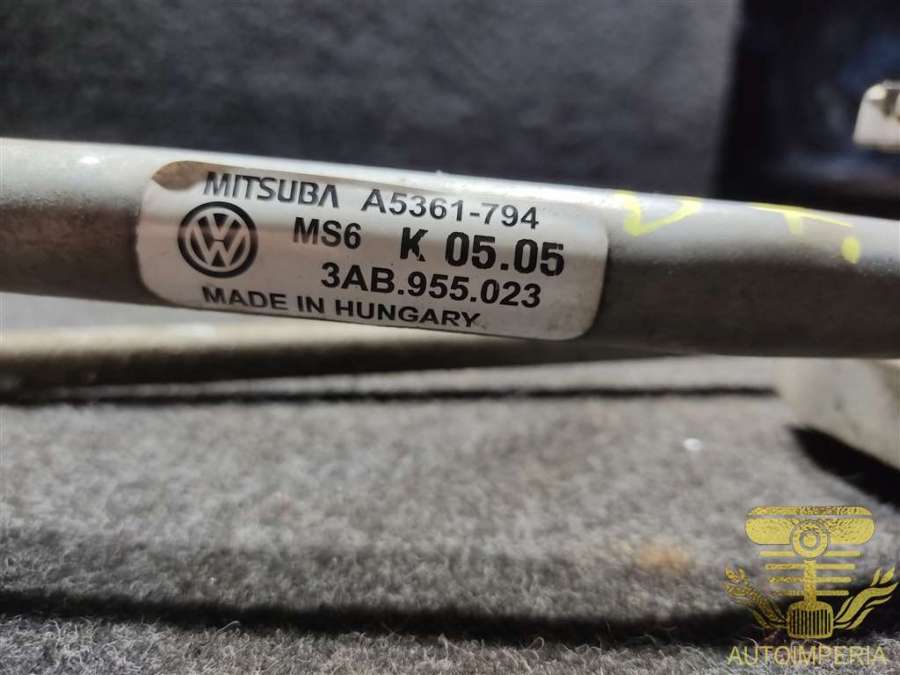 MITSUBA A5361-794
MS6 K 05.05
3AB.955.023
MADE IN HUNGARY
AUTOIMPERIA